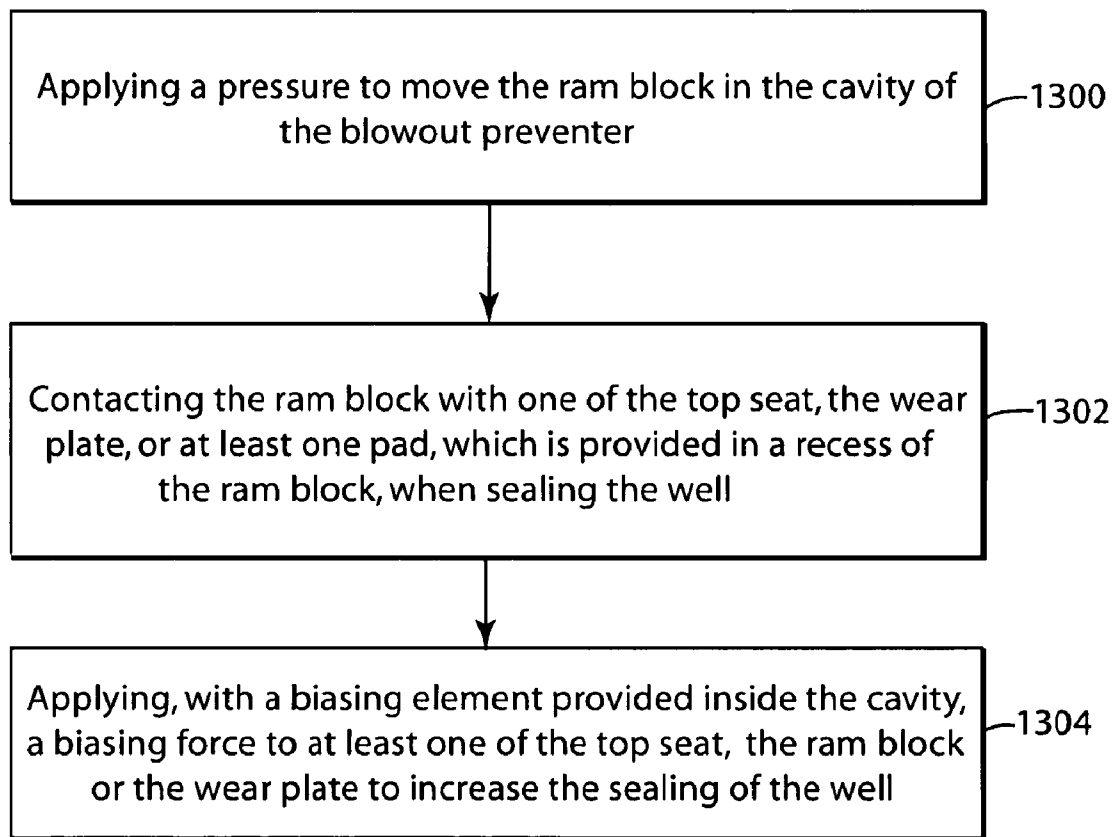 Applying a pressure to move the ram block in the cavity of
the blowout preventer
1300
Contacting the ram block with one of the top seat, the wear
plate, or at least one pad, which is provided in a recess of
the ram block, when sealing the well
1302
Applying, with a biasing element provided inside the cavity,
a biasing force to at least one of the top seat, the ram block
or the wear plate to increase the sealing of the well
1304